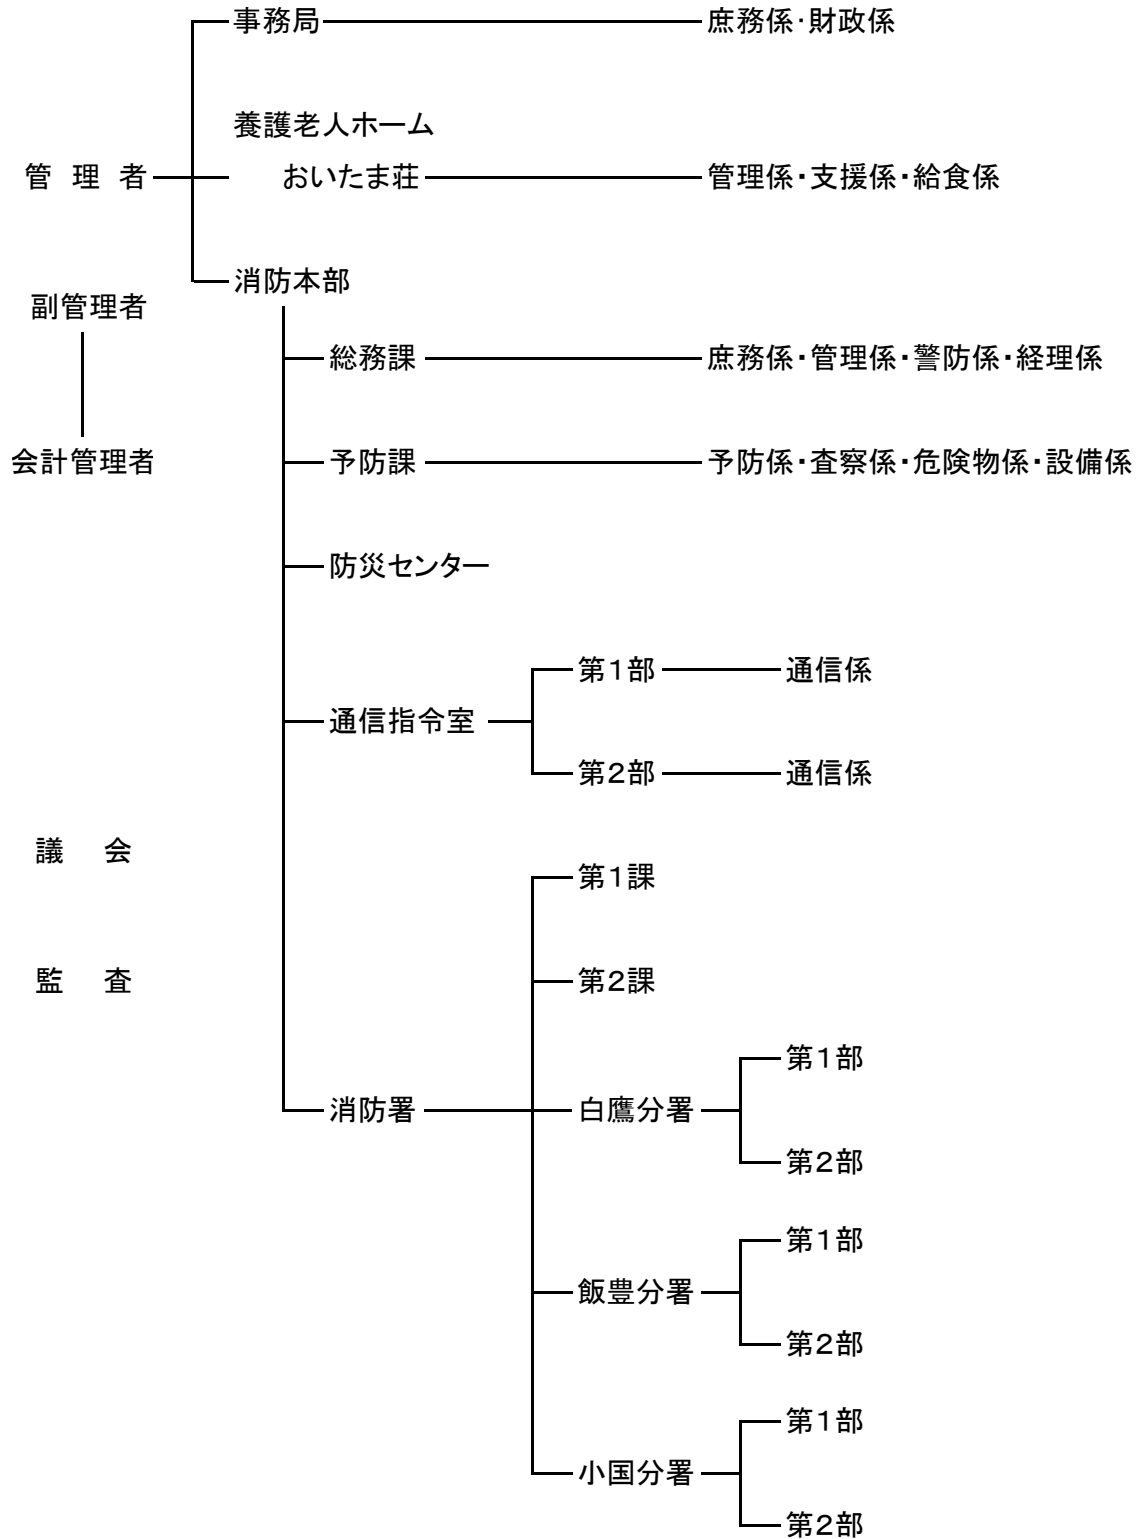 事務局 庶務係・財政係
養護老人ホーム
管理者 おいたま荘 管理係・支援係・給食係
消防本部
副管理者
総務課 庶務係・管理係・警防係・経理係
会計管理者 予防課 予防係・査察係・危険物係・設備係
防災センター
第1部 通信係
通信指令室
第2部 通信係
議会
第1課
監査 第2課
第1部
消防署 白鷹分署
第2部
第1部
飯豊分署
第2部
第1部
小国分署
第2部